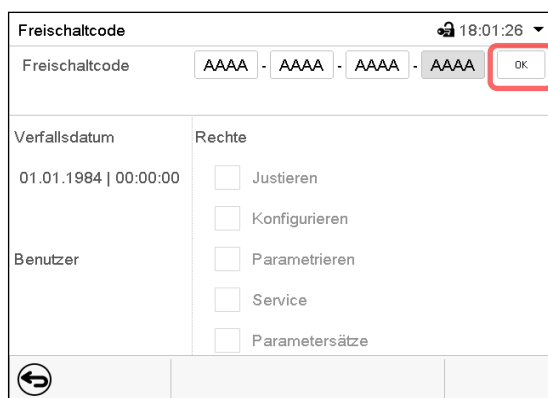 Freischaltcode 18:01:26
Freischaltcode AAAA - AAAA - AAAA - AAAA OK
Verfallsdatum Rechte
01.01.1984 | 00:00:00 Justieren
Konfigurieren
Benutzer Parametrieren
Service
Parametersätze